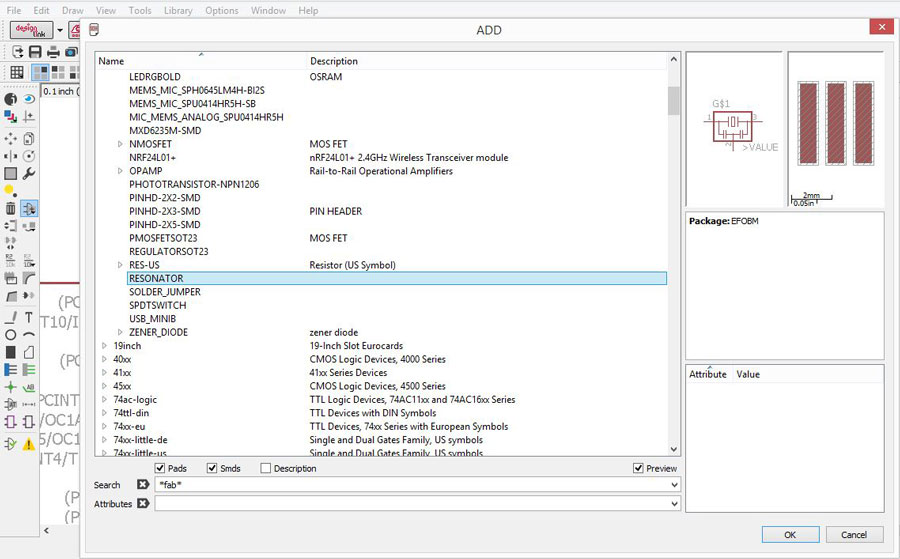 File Edit Draw View Tools Library Options Window Help
design link
ADD
0.1 inch (
Name Description
LEDRGBOLD OSRAM
MEMS_MIC_SPH0645LM4H-BI2S
MEMS_MIC_SPU0414HR5H-SB
MIC_MEMS_ANALOG_SPU0414HR5H
MXD6235M-SMD
NMOSFET MOS FET
NRF24L01+ nRF24L01+ 2.4GHz Wireless Transceiver module
OPAMP Rail-to-Rail Operational Amplifiers
PHOTOTRANSISTOR-NPN1206
PINHD-2X2-SMD
PINHD-2X3-SMD PIN HEADER
PINHD-2X5-SMD
PMOSFETSOT23 MOS FET
REGULATORSOT23
RES-US Resistor (US Symbol)
RESONATOR
SOLDER_JUMPER
SPDTSWITCH
USB_MINIB
ZENER_DIODE zener diode
19inch 19-Inch Slot Eurocards
40xx CMOS Logic Devices, 4000 Series
41xx 41xx Series Devices
45xx CMOS Logic Devices, 4500 Series
74ac-logic TTL Logic Devices, 74AC11xx and 74AC16xx Series
74ttl-din TTL Devices with DIN Symbols
74xx-eu TTL Devices, 74xx Series with European Symbols
74xx-little-de Single and Dual Gates Family, US symbols
74xx-little-us Single and Dual Gates Family, US symbols
Pads Smds Description Preview
Search *fab*
Attributes
G$1
1 3
2
>VALUE
2mm
0.05in
Package: EFOBM
Attribute Value
OK Cancel
(PC
T10/I
(PC
PCINT
/OC1A
5/OC1
NT4/T
(P
(P